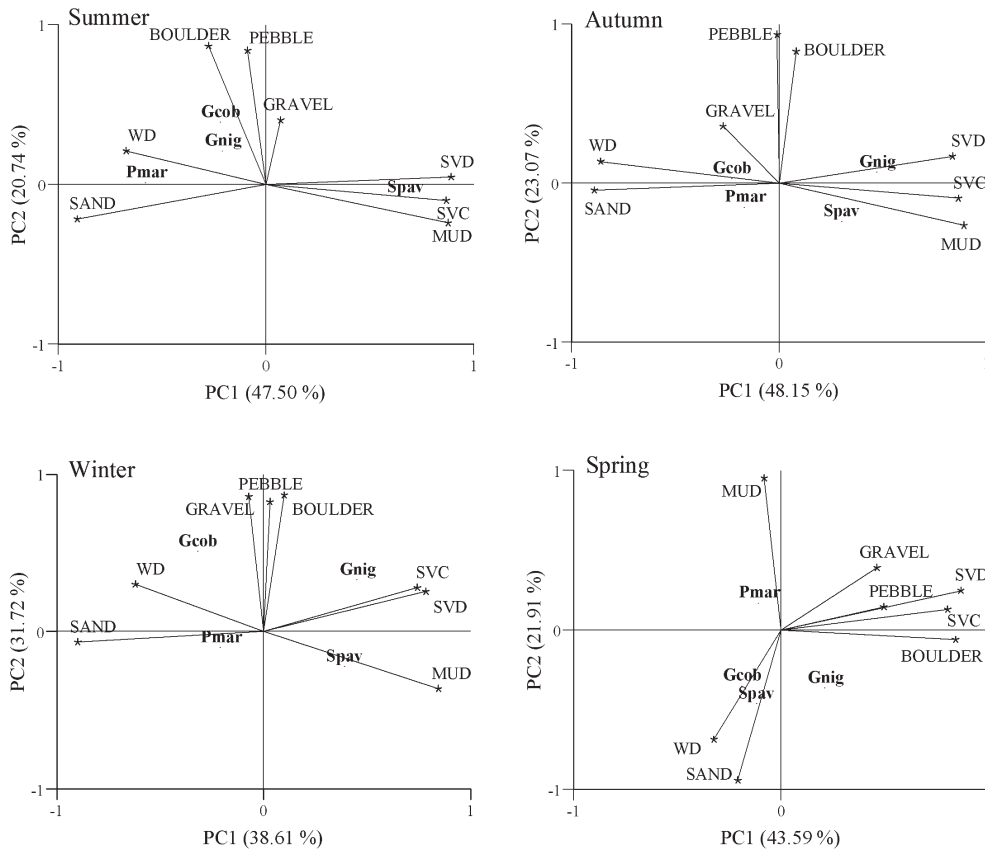 Summer
1
BOULDER
PEBBLE
GRAVEL
Gcob
Gnig
WD
Pmar
SVD
0
Spav
SAND
SVC
MUD
PC2 (20.74 %)
-1
-1
0
1
PC1 (47.50 %)
Autumn
1
PEBBLE
BOULDER
GRAVEL
WD
Gcob
Gnig
SVD
0
SVC
SAND
Pmar
Spav
MUD
PC2 (23.07 %)
-1
-1
0
1
PC1 (48.15 %)
Winter
1
PEBBLE
GRAVEL
BOULDER
Gcob
WD
Gnig
SVC
SVD
SAND
0
Pmar
Spav
MUD
PC2 (31.72 %)
-1
-1
0
1
PC1 (38.61 %)
Spring
1
MUD
GRAVEL
SVD
Pmar
PEBBLE
SVC
0
BOULDER
Gcob
Gnig
Spav
WD
SAND
PC2 (21.91 %)
-1
-1
0
PC1 (43.59 %)